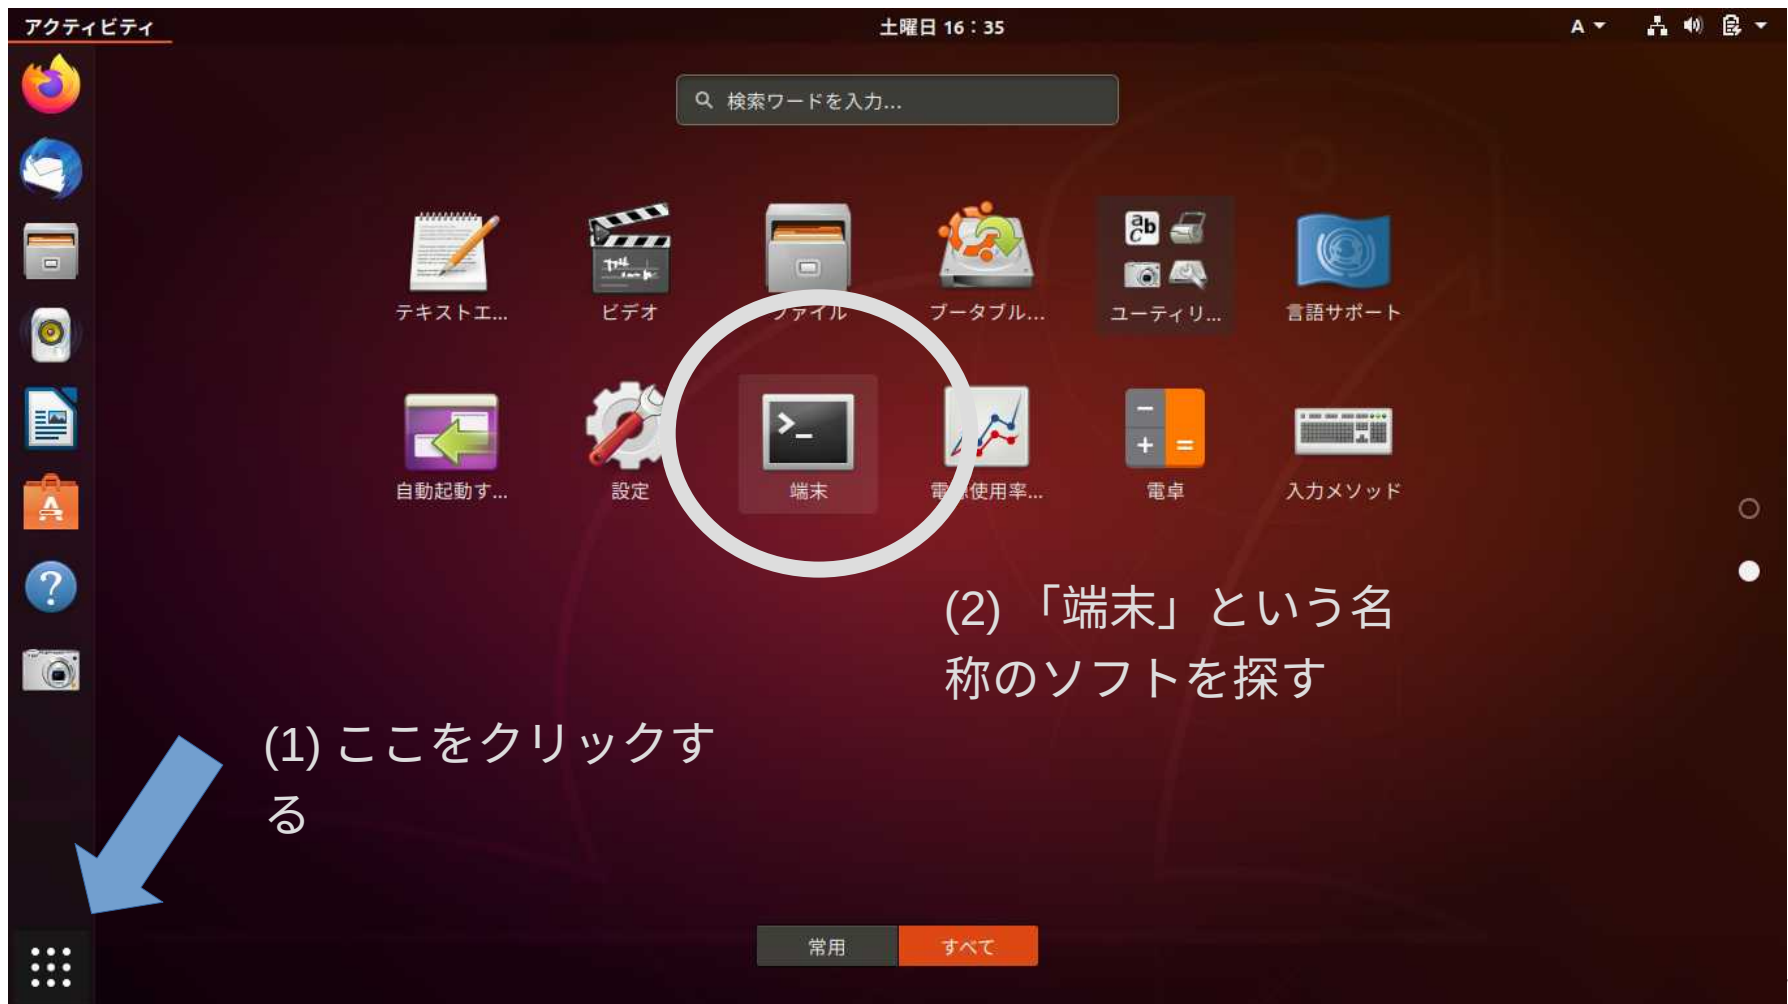 アクティビティ
土曜日 16：35
A
検索ワードを入力...
テキストエ...
ビデオ
ファイル
ブータブル...
ユーティリ...
言語サポート
自動起動す...
設定
端末
電源使用率...
電卓
入力メソッド
(2) 「端末」という名
称のソフトを探す
(1) ここをクリックす
る
常用
すべて